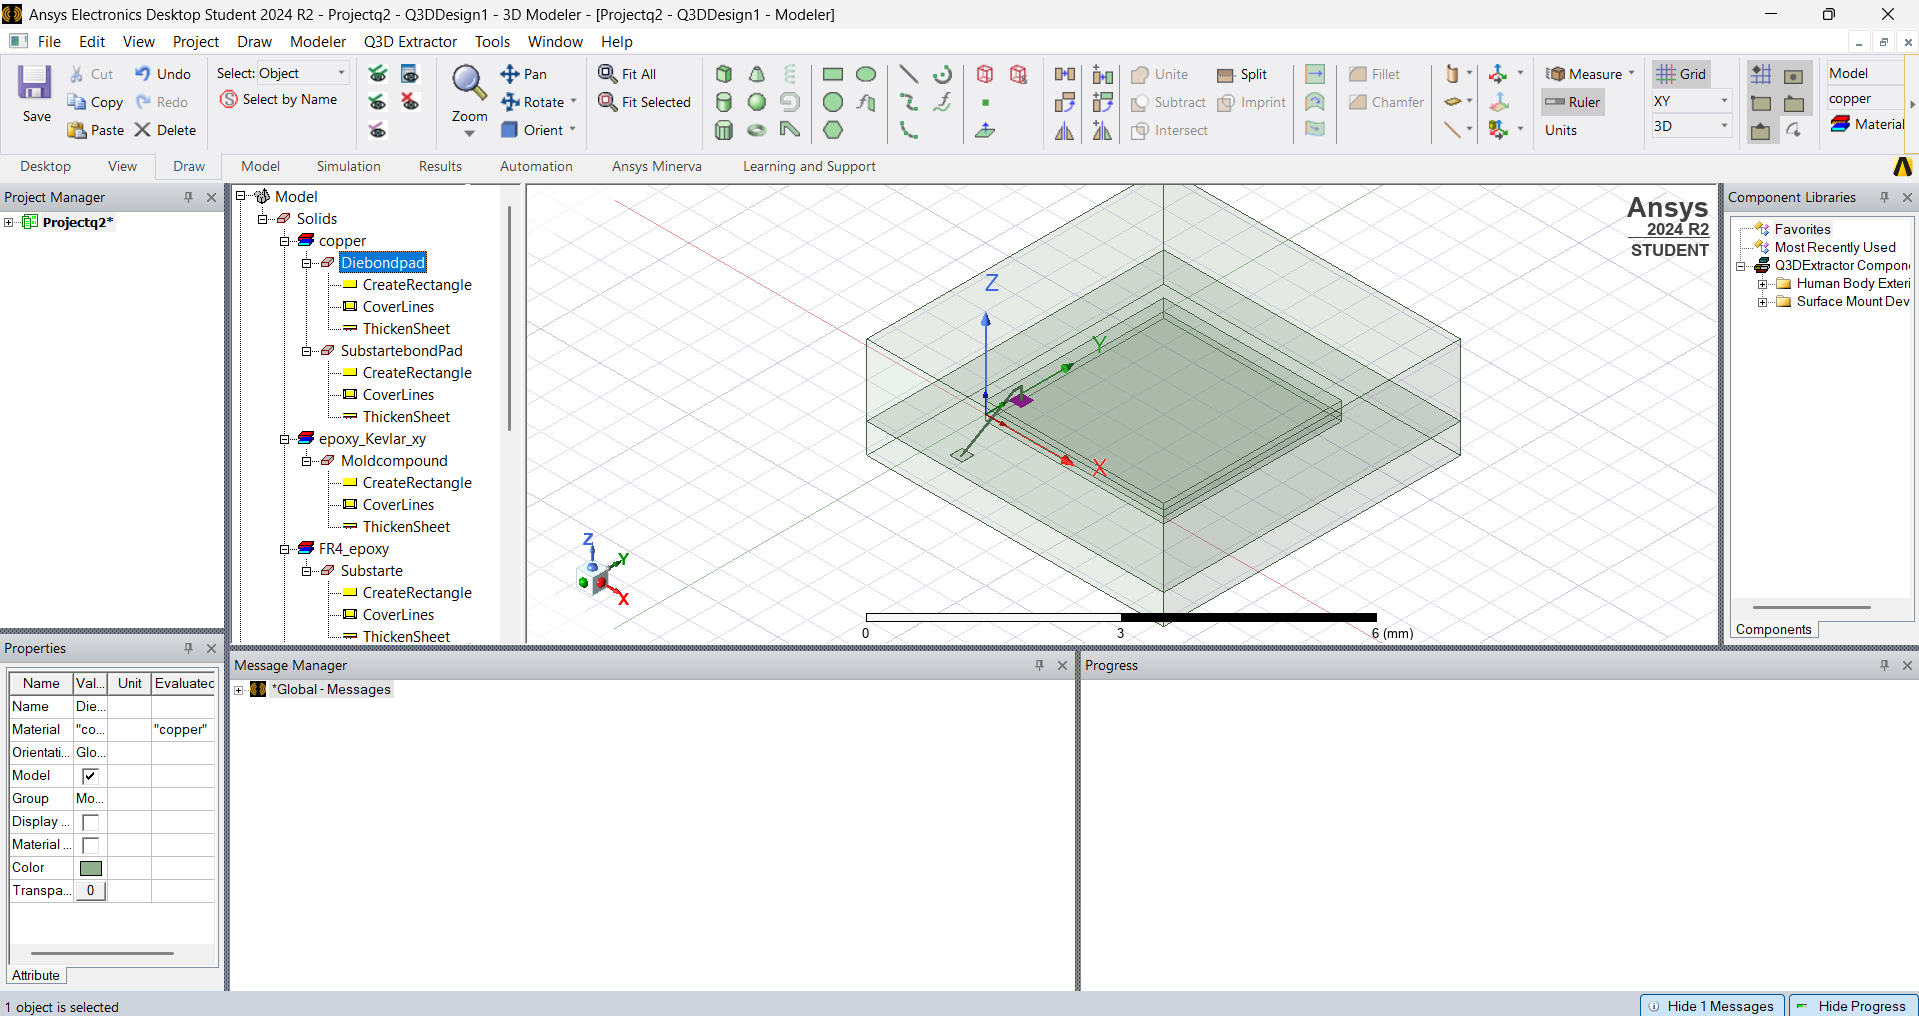 Ansys Electronics Desktop Student 2024 R2 - Projectq2 - Q3DDesign1 - 3D Modeler - [Projectq2 - Q3DDesign1 - Modeler]
File Edit View Project Draw Modeler Q3D Extractor Tools Window Help
Save
Cut
Copy
Paste
Undo
Redo
Delete
Select: Object
Select by Name
Zoom
Pan
Rotate
Orient
Fit All
Fit Selected
Unite
Subtract
Intersect
Split
Imprint
Fillet
Chamfer
Measure
Ruler
Units
Grid
XY
3D
Model
copper
Material
Desktop View Draw Model Simulation Results Automation Ansys Minerva Learning and Support
Project Manager
Projectq2*
Model
Solids
copper
Diebondpad
CreateRectangle
CoverLines
ThickenSheet
SubstartebondPad
CreateRectangle
CoverLines
ThickenSheet
epoxy_Kevlar_xy
Moldcompound
CreateRectangle
CoverLines
ThickenSheet
FR4_epoxy
Substarte
CreateRectangle
CoverLines
ThickenSheet
Z
Y
X
Z
Y
X
0 3 6 (mm)
Ansys
2024 R2
STUDENT
Component Libraries
Favorites
Most Recently Used
Q3DExtractor Compon
Human Body Exteri
Surface Mount Dev
Components
Properties
Name Val... Unit Evaluated
Name Die...
Material "co... "copper"
Orientati... Glo...
Model
Group Mo...
Display ...
Material ...
Color
Transpa... 0
Attribute
Message Manager
*Global - Messages
Progress
1 object is selected
Hide 1 Messages
Hide Progress